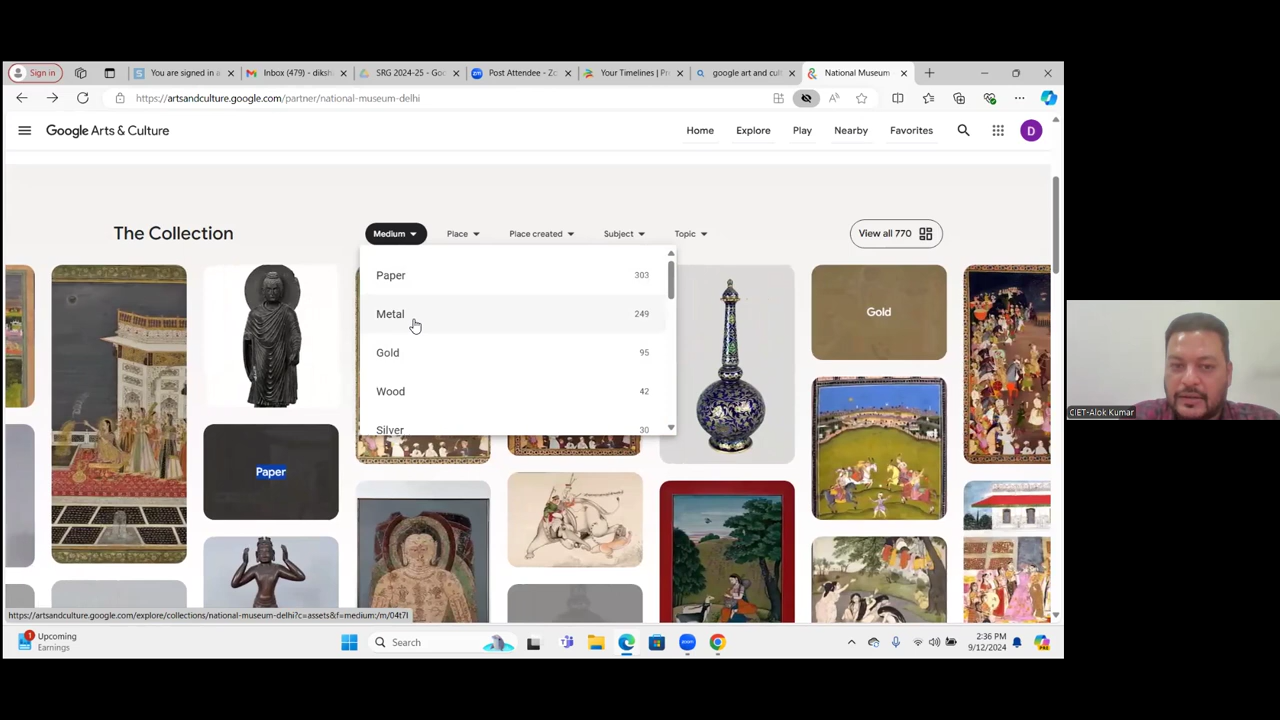 Sign in
You are signed in a
Inbox (479) - diksh
SRG 2024-25 - Goo
Post Attendee - Zo
Your Timelines | Pr
google art and cult
National Museum
https://artsandculture.google.com/partner/national-museum-delhi
Google Arts & Culture
Home
Explore
Play
Nearby
Favorites
D
The Collection
Medium
Place
Place created
Subject
Topic
View all 770
Paper 303
Metal 249
Gold 95
Wood 42
Silver 30
Gold
Paper
CIET-Alok Kumar
https://artsandculture.google.com/explore/collections/national-museum-delhi?c=assets&f=medium:/m/04t7l
1
Upcoming
Earnings
Search
2:36 PM
9/12/2024